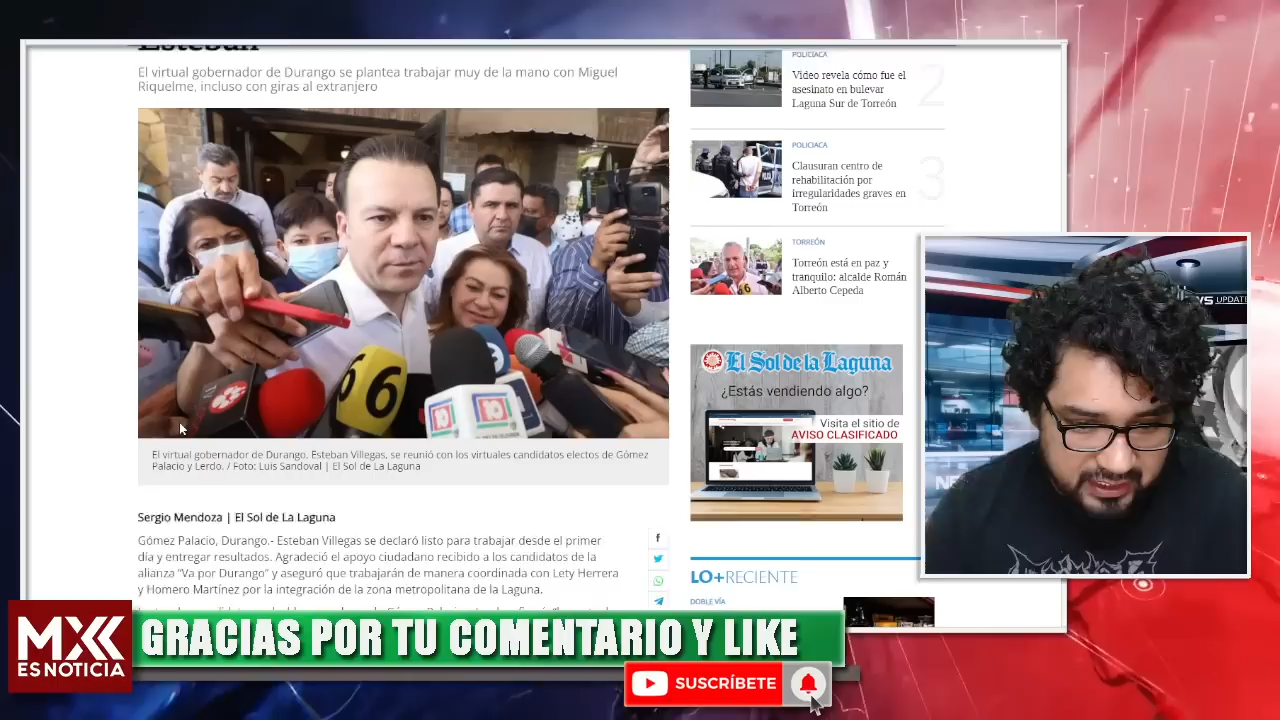 Esteban
El virtual gobernador de Durango se plantea trabajar muy de la mano con Miguel
Riquelme, incluso con giras al extranjero
66
10
10
El virtual gobernador de Durango, Esteban Villegas, se reunió con los virtuales candidatos electos de Gómez
Palacio y Lerdo. / Foto: Luis Sandoval | El Sol de La Laguna
Sergio Mendoza | El Sol de La Laguna
Gómez Palacio, Durango.- Esteban Villegas se declaró listo para trabajar desde el primer
día y entregar resultados. Agradeció el apoyo ciudadano recibido a los candidatos de la
alianza "Va por Durango" y aseguró que trabajarán de manera coordinada con Lety Herrera
y Homero Martínez por la integración de la zona metropolitana de la Laguna.
POLICIACA
Video revela cómo fue el
asesinato en bulevar
Laguna Sur de Torreón
2
POLICIACA
Clausuran centro de
rehabilitación por
irregularidades graves en
Torreón
3
TORREÓN
Torreón está en paz y
tranquilo: alcalde Román
Alberto Cepeda
El Sol de la Laguna
¿Estás vendiendo algo?
Visita el sitio de
AVISO CLASIFICADO
LO+RECIENTE
DOBLE VÍA
UPDATE
MX
ES NOTICIA
GRACIAS POR TU COMENTARIO Y LIKE
SUSCRÍBETE